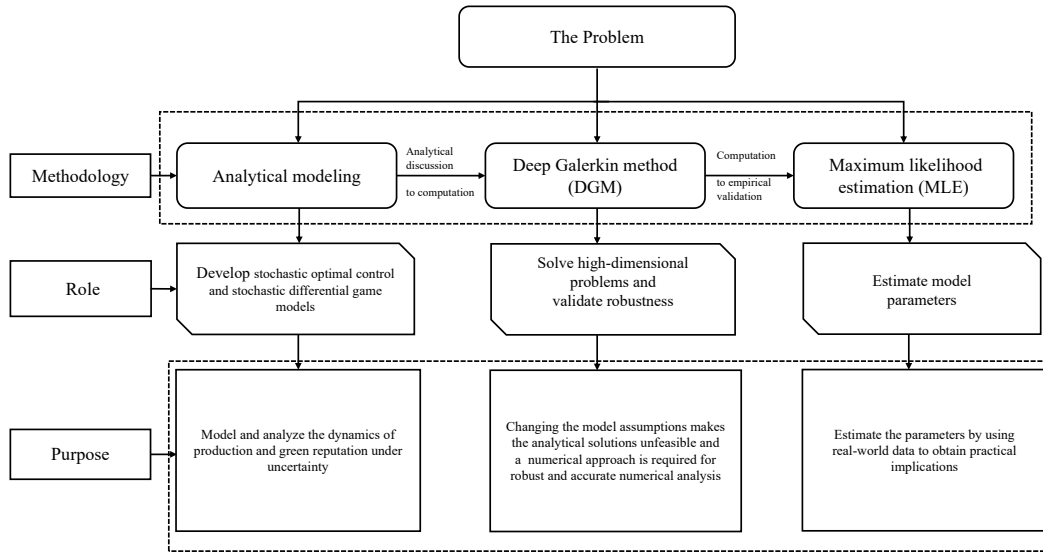 The Problem
Methodology
Analytical modeling
Analytical
discussion
to computation
Deep Galerkin method
(DGM)
Computation
to empirical
validation
Maximum likelihood
estimation (MLE)
Role
Develop stochastic optimal control
and stochastic differential game
models
Solve high-dimensional
problems and
validate robustness
Estimate model
parameters
Purpose
Model and analyze the dynamics of
production and green reputation under
uncertainty
Changing the model assumptions makes
the analytical solutions unfeasible and
a numerical approach is required for
robust and accurate numerical analysis
Estimate the parameters by using
real-world data to obtain practical
implications